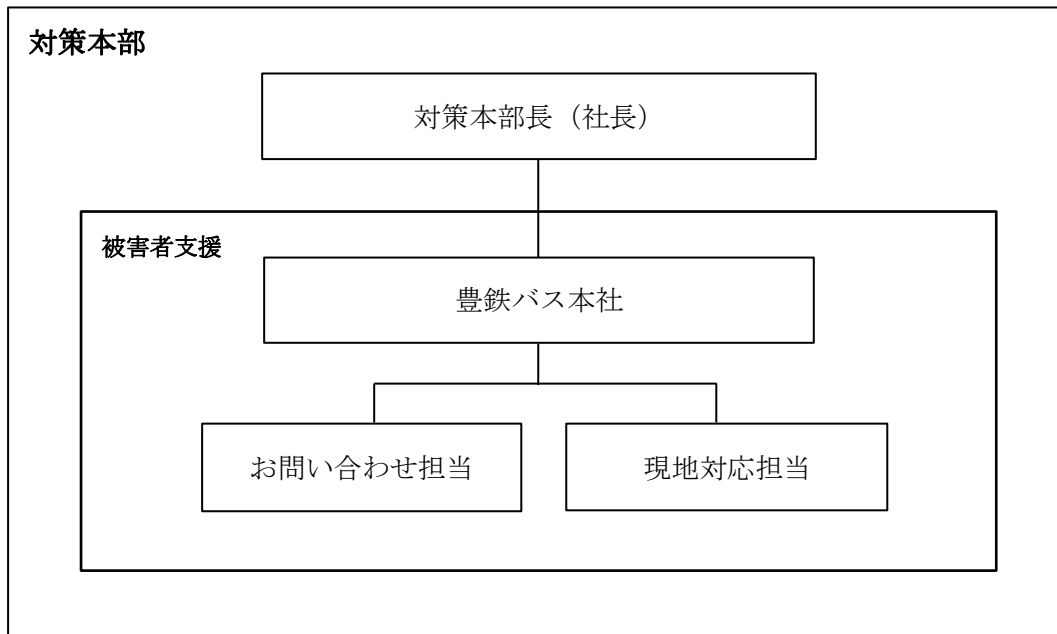 対策本部
対策本部長（社長）
被害者支援
豊鉄バス本社
お問い合わせ担当
現地対応担当